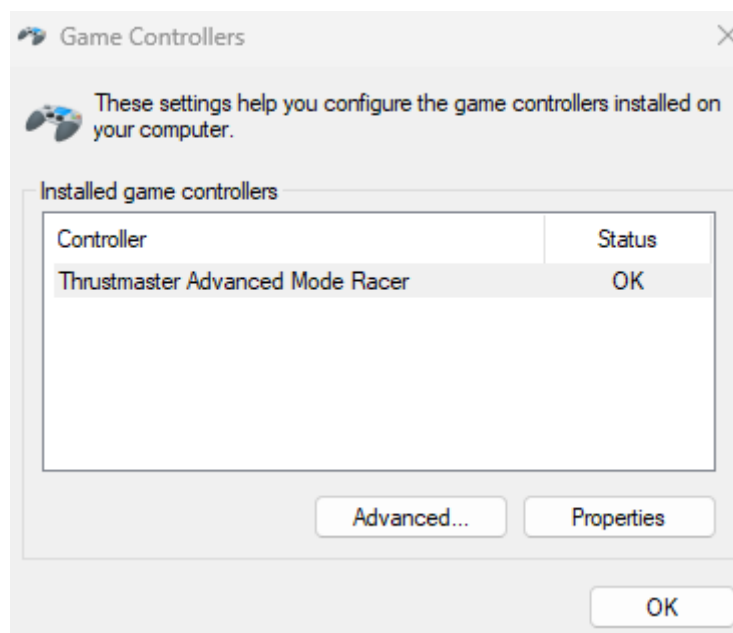 Game Controllers
These settings help you configure the game controllers installed on
your computer.
Installed game controllers
Controller Status
Thrustmaster Advanced Mode Racer OK
Advanced... Properties
OK